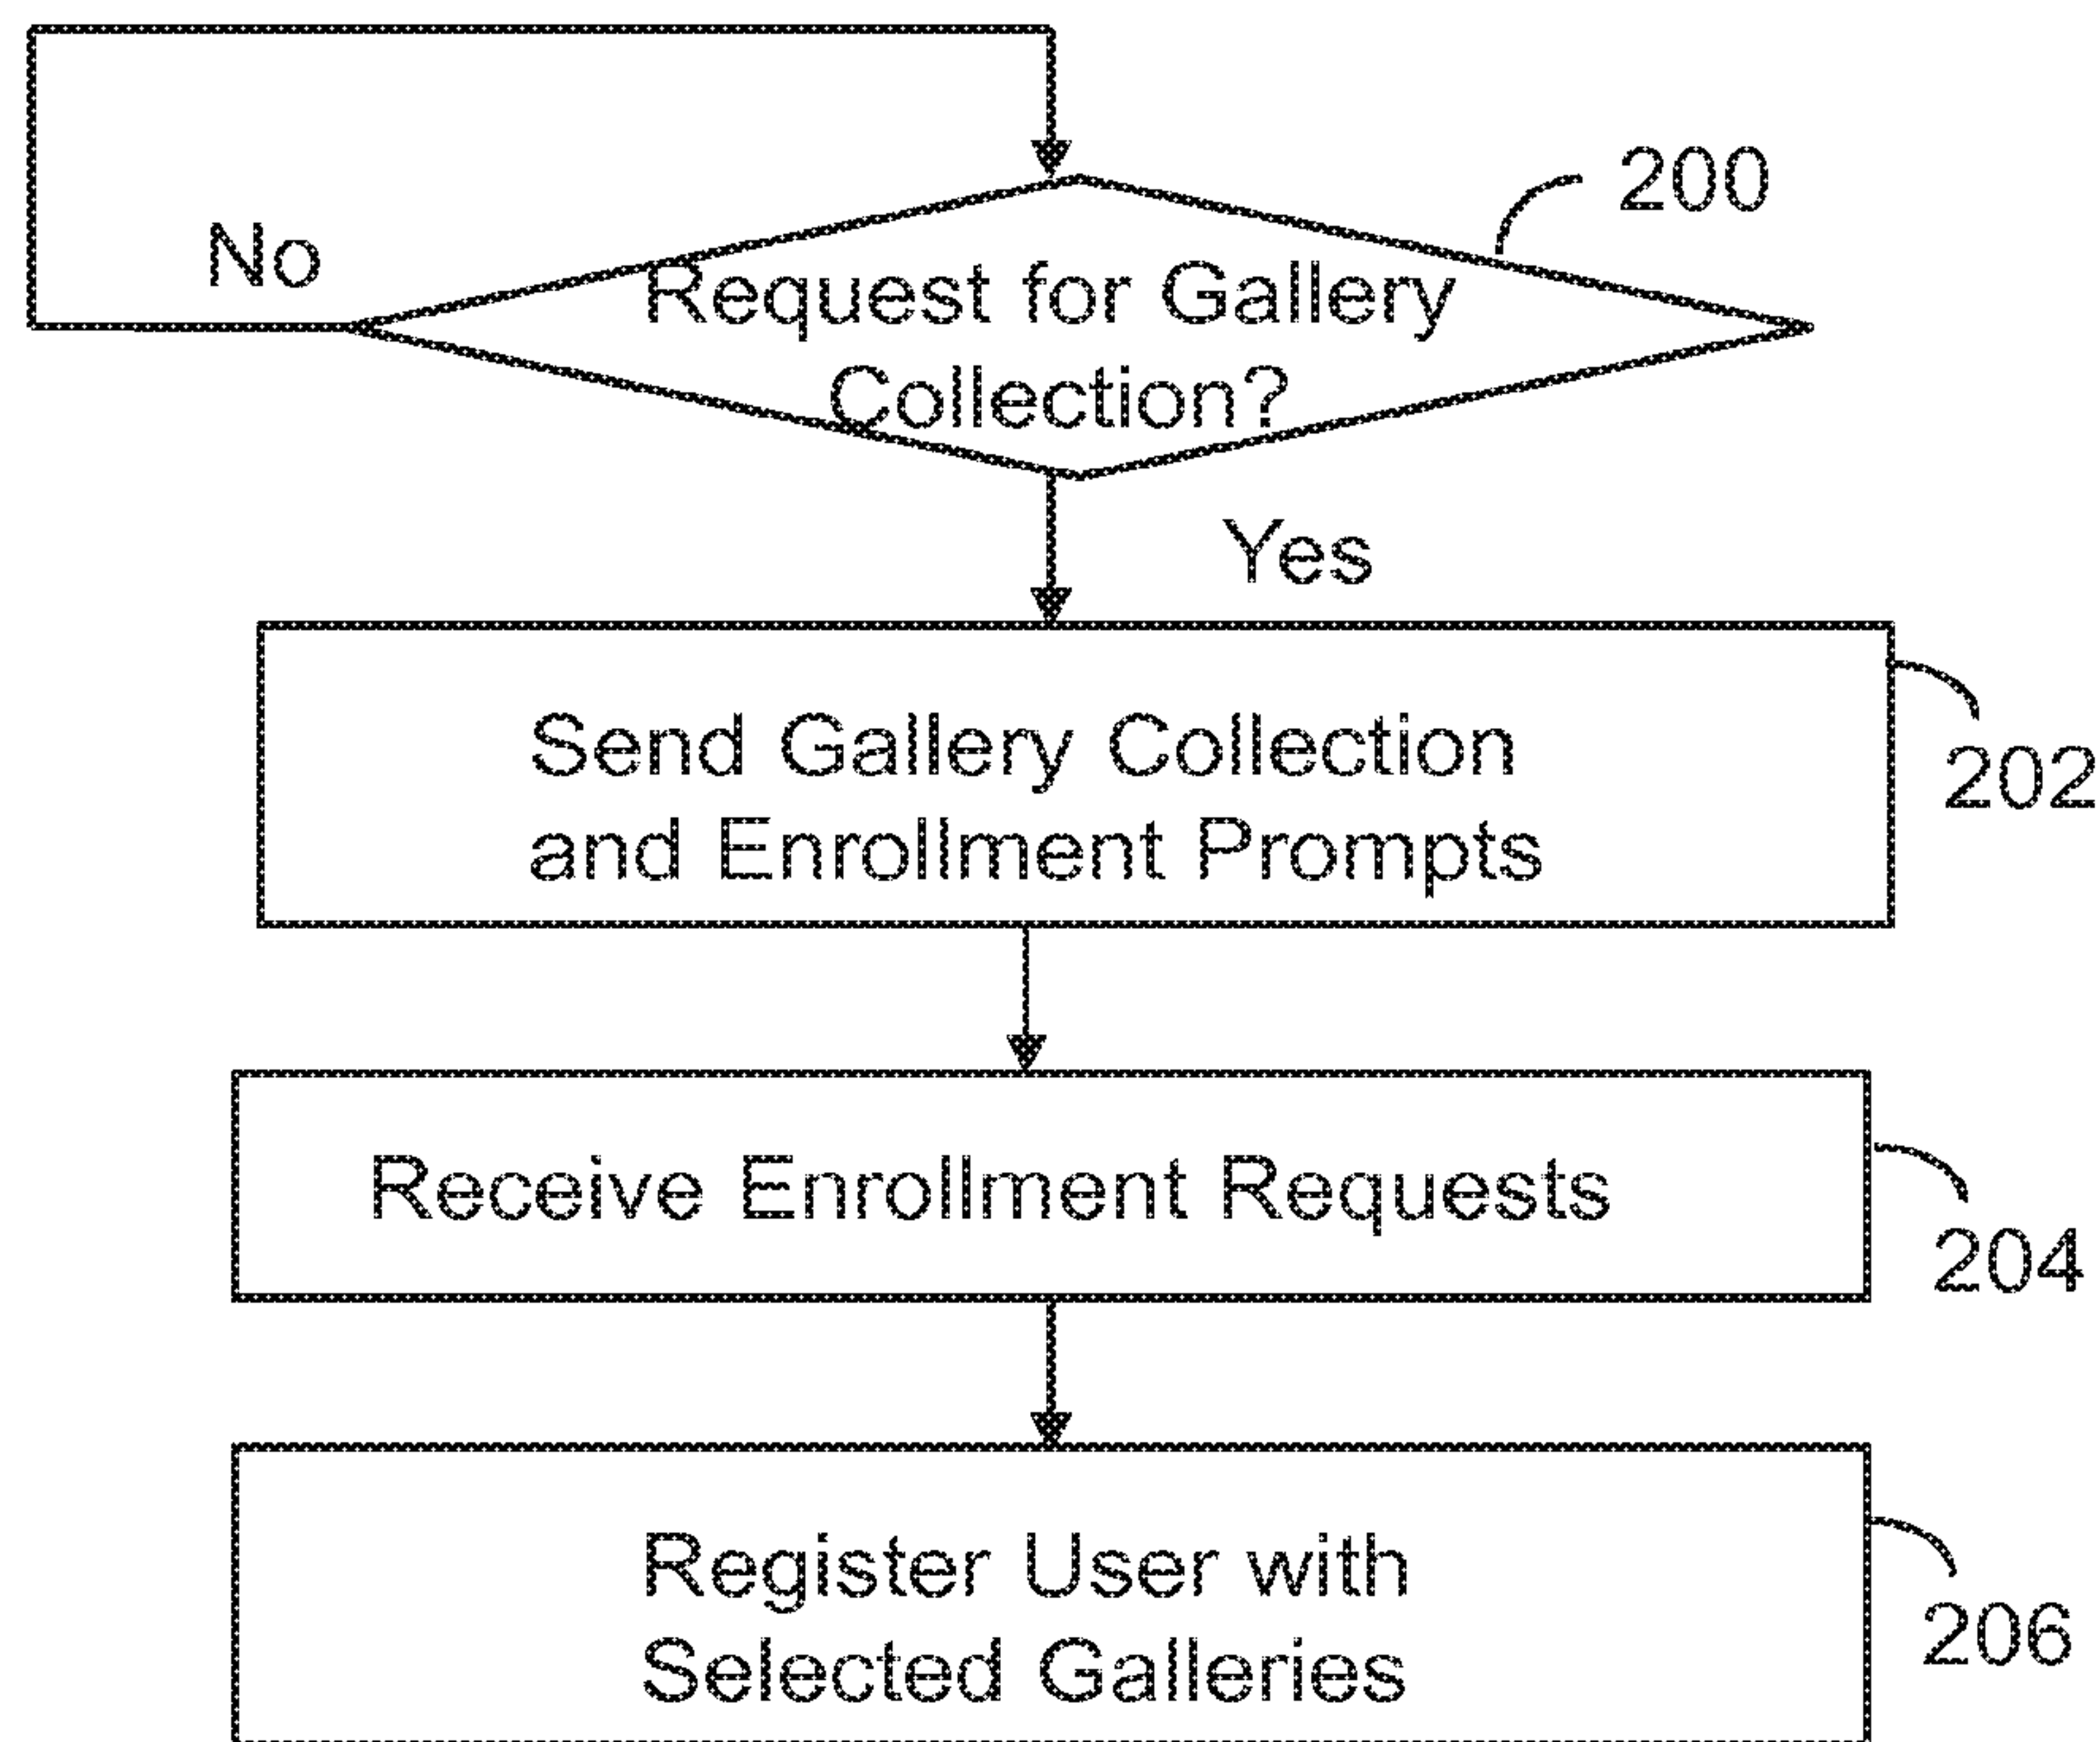 200
No
Request for Gallery
Collection?
Yes
Send Gallery Collection
and Enrollment Prompts
202
Receive Enrollment Requests
204
Register User with
Selected Galleries
206